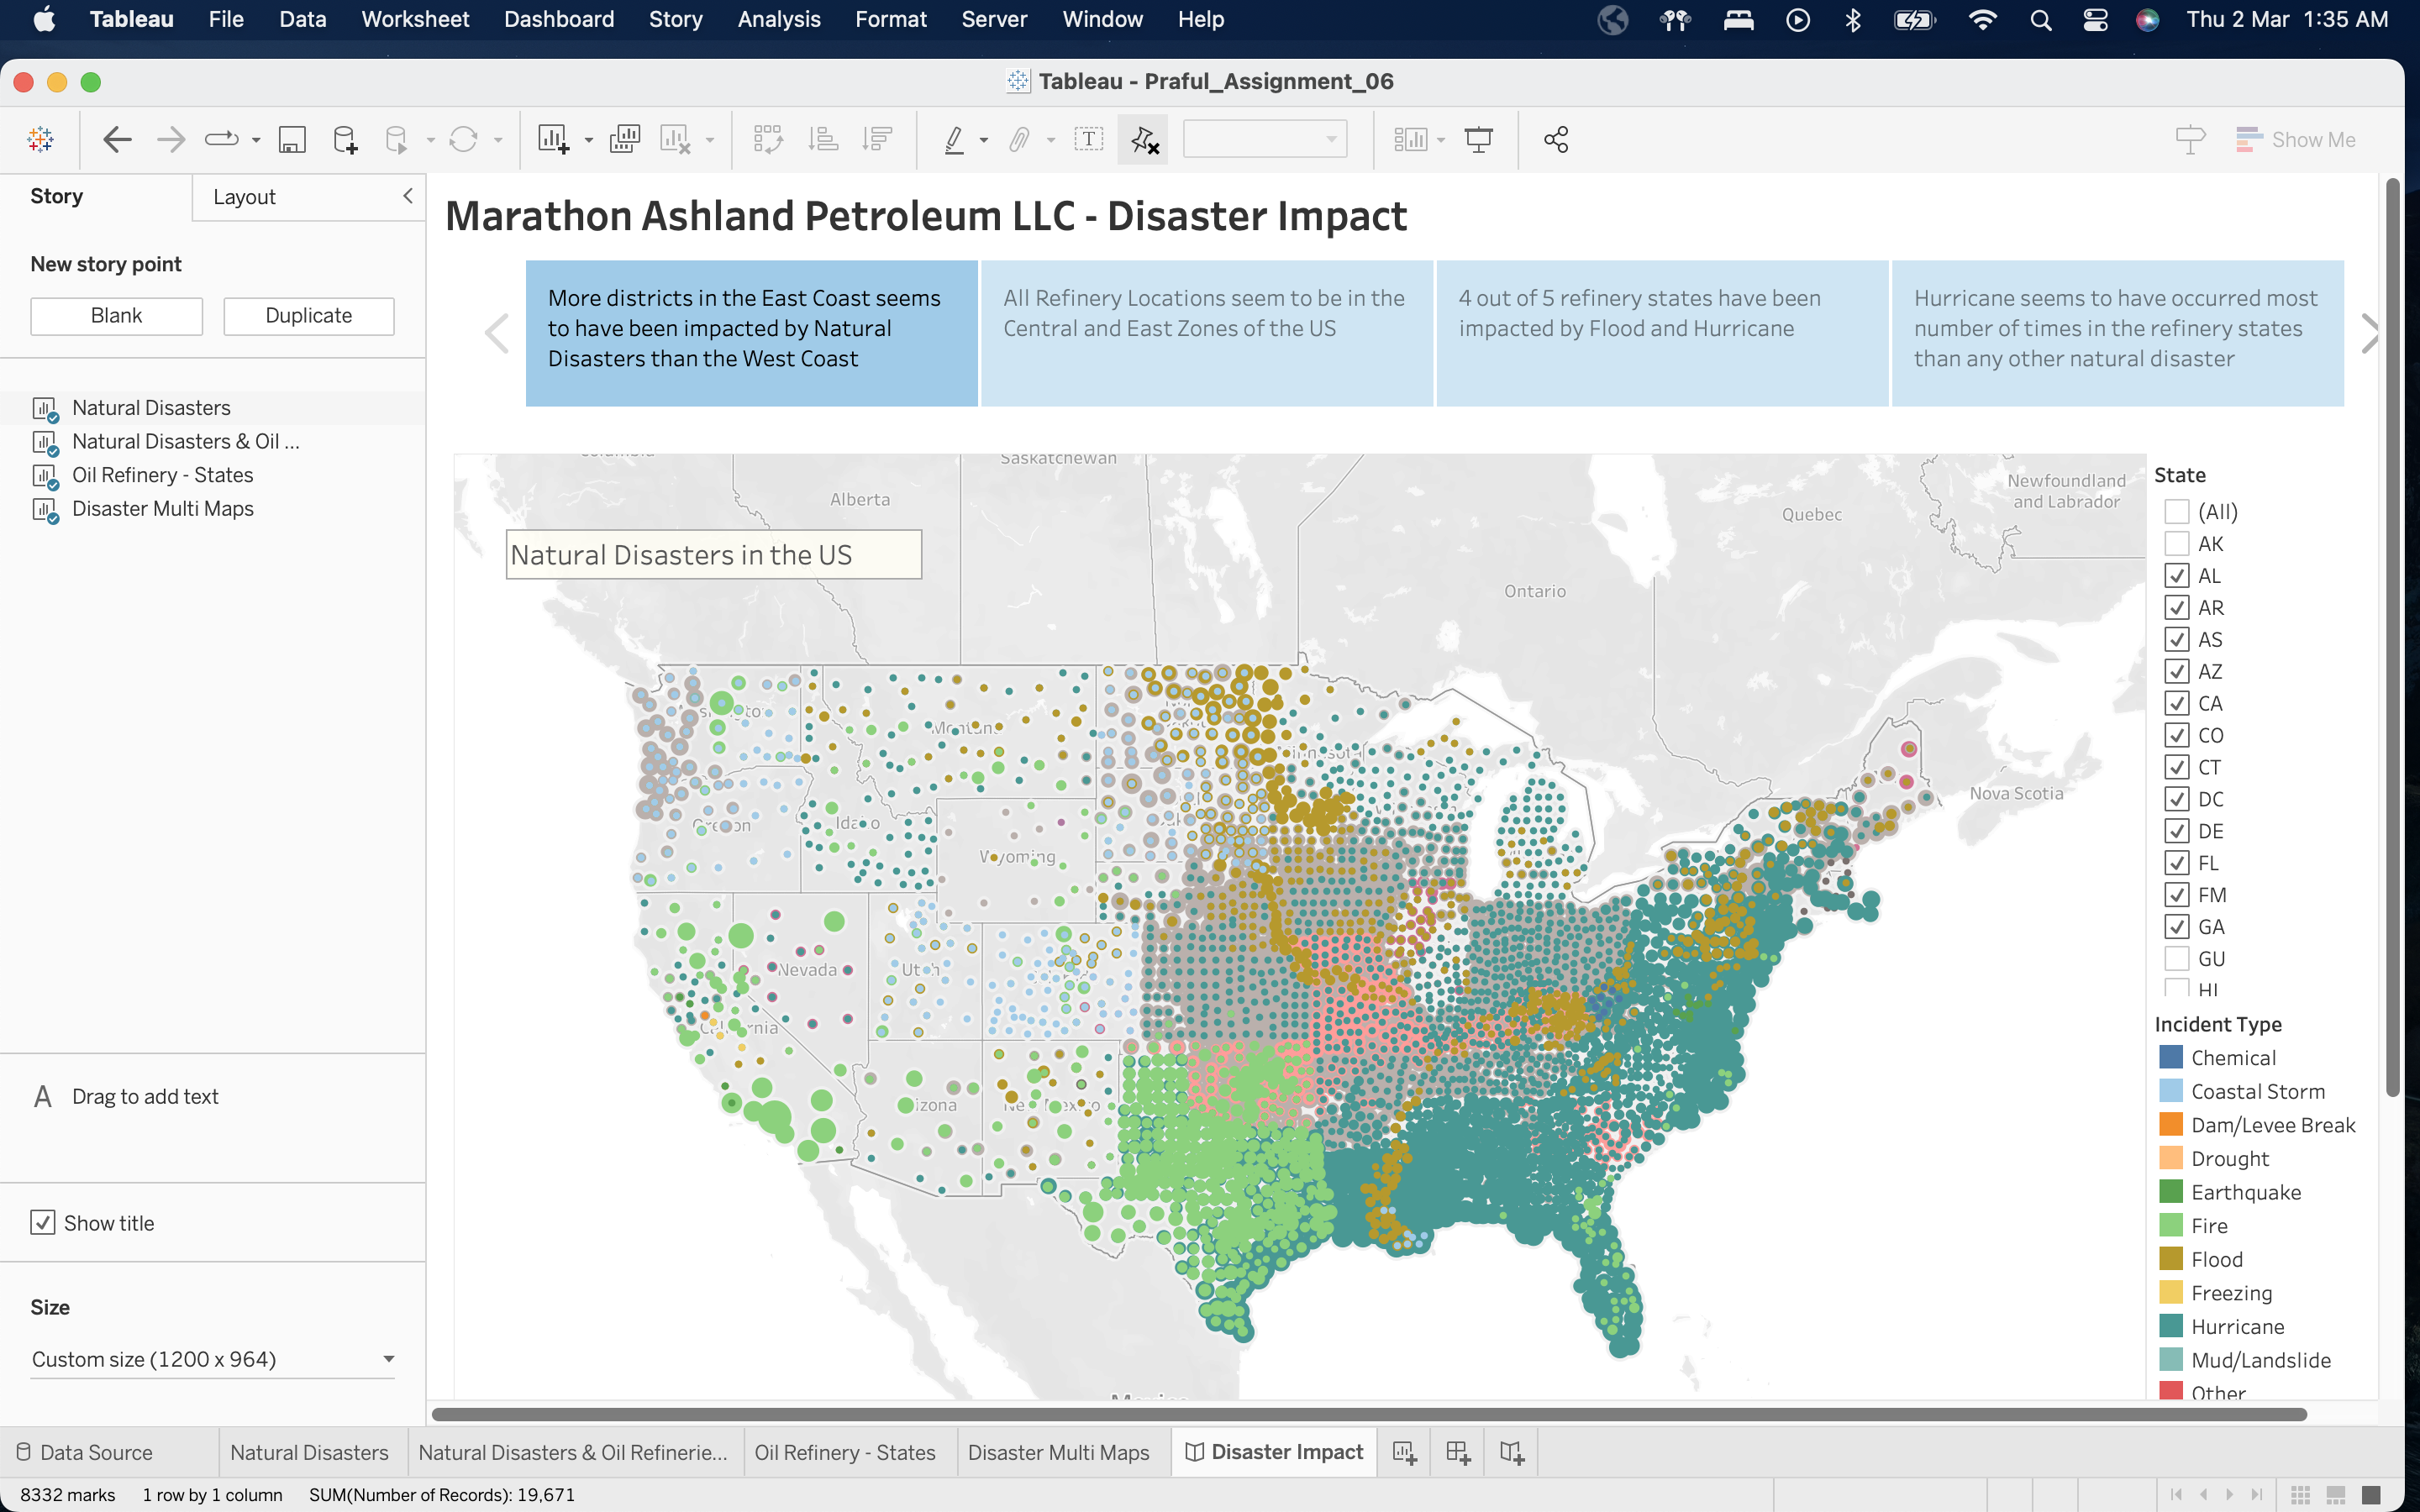 Tableau File Data Worksheet Dashboard Story Analysis Format Server Window Help Thu 2 Mar 1:35 AM
Tableau - Praful_Assignment_06
Show Me
Story Layout
New story point
Blank Duplicate
Natural Disasters
Natural Disasters & Oil ...
Oil Refinery - States
Disaster Multi Maps
A Drag to add text
Show title
Size
Custom size (1200 x 964)
Marathon Ashland Petroleum LLC - Disaster Impact
More districts in the East Coast seems
to have been impacted by Natural
Disasters than the West Coast
All Refinery Locations seem to be in the
Central and East Zones of the US
4 out of 5 refinery states have been
impacted by Flood and Hurricane
Hurricane seems to have occurred most
number of times in the refinery states
than any other natural disaster
Saskatchewan
Alberta
Newfoundland
and Labrador
Quebec
Natural Disasters in the US
Ontario
Nova Scotia
Wyoming
Nevada
State
(All)
AK
AL
AR
AS
AZ
CA
CO
CT
DC
DE
FL
FM
GA
GU
HI
Incident Type
Chemical
Coastal Storm
Dam/Levee Break
Drought
Earthquake
Fire
Flood
Freezing
Hurricane
Mud/Landslide
Other
Data Source Natural Disasters Natural Disasters & Oil Refinerie... Oil Refinery - States Disaster Multi Maps Disaster Impact
8332 marks 1 row by 1 column SUM(Number of Records): 19,671